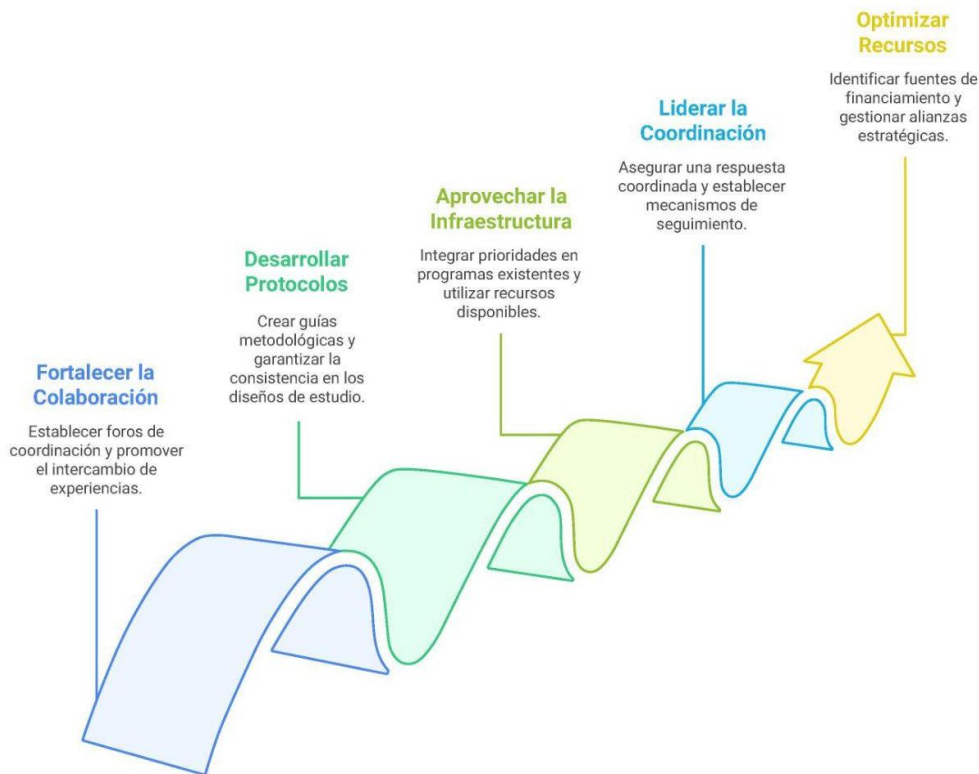 Fortalecer la
Colaboración
Establecer foros de
coordinación y promover
el intercambio de
experiencias.
Desarrollar
Protocolos
Crear guías
metodológicas y
garantizar la
consistencia en los
diseños de estudio.
Aprovechar la
Infraestructura
Integrar prioridades en
programas existentes y
utilizar recursos
disponibles.
Liderar la
Coordinación
Asegurar una respuesta
coordinada y establecer
mecanismos de
seguimiento.
Optimizar
Recursos
Identificar fuentes de
financiamiento y
gestionar alianzas
estratégicas.